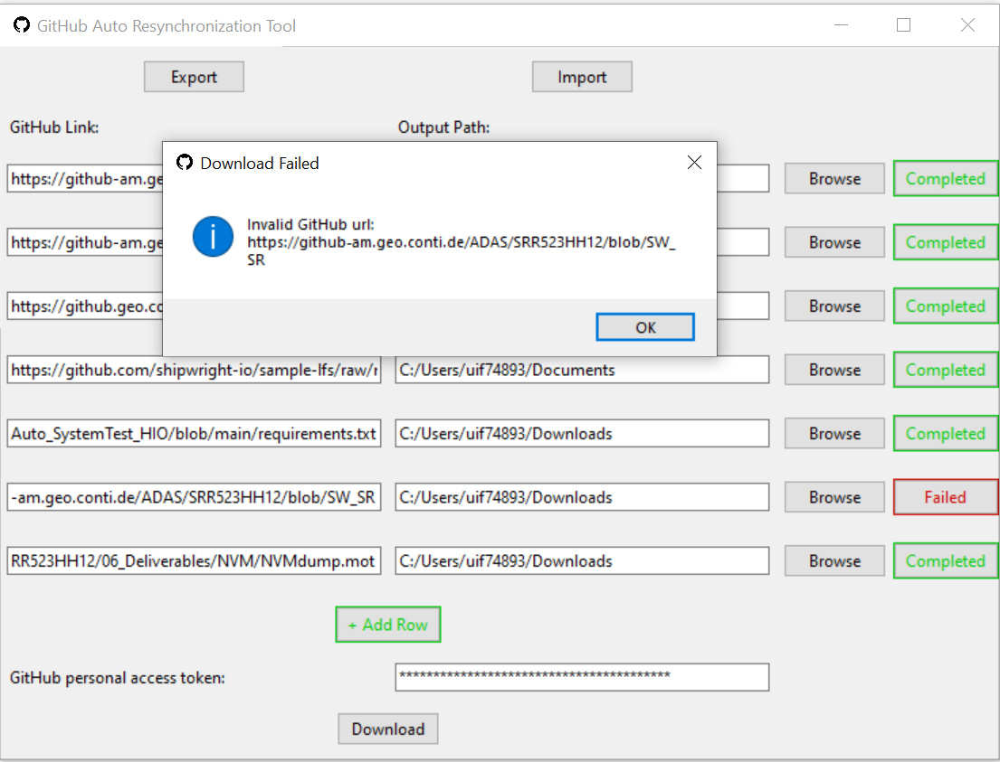 GitHub Auto Resynchronization Tool
Export
Import
GitHub Link:
Output Path:
https://github-am.ge
Browse
Completed
Download Failed
Invalid GitHub url:
https://github-am.geo.conti.de/ADAS/SRR523HH12/blob/SW_
SR
OK
https://github-am.ge
Browse
Completed
https://github.geo.co
Browse
Completed
https://github.com/shipwright-io/sample-lfs/raw/r
C:/Users/uif74893/Documents
Browse
Completed
Auto_SystemTest_HIO/blob/main/requirements.txt
C:/Users/uif74893/Downloads
Browse
Completed
-am.geo.conti.de/ADAS/SRR523HH12/blob/SW_SR
C:/Users/uif74893/Downloads
Browse
Failed
RR523HH12/06_Deliverables/NVM/NVMdump.mot
C:/Users/uif74893/Downloads
Browse
Completed
+ Add Row
GitHub personal access token:
****************************************
Download